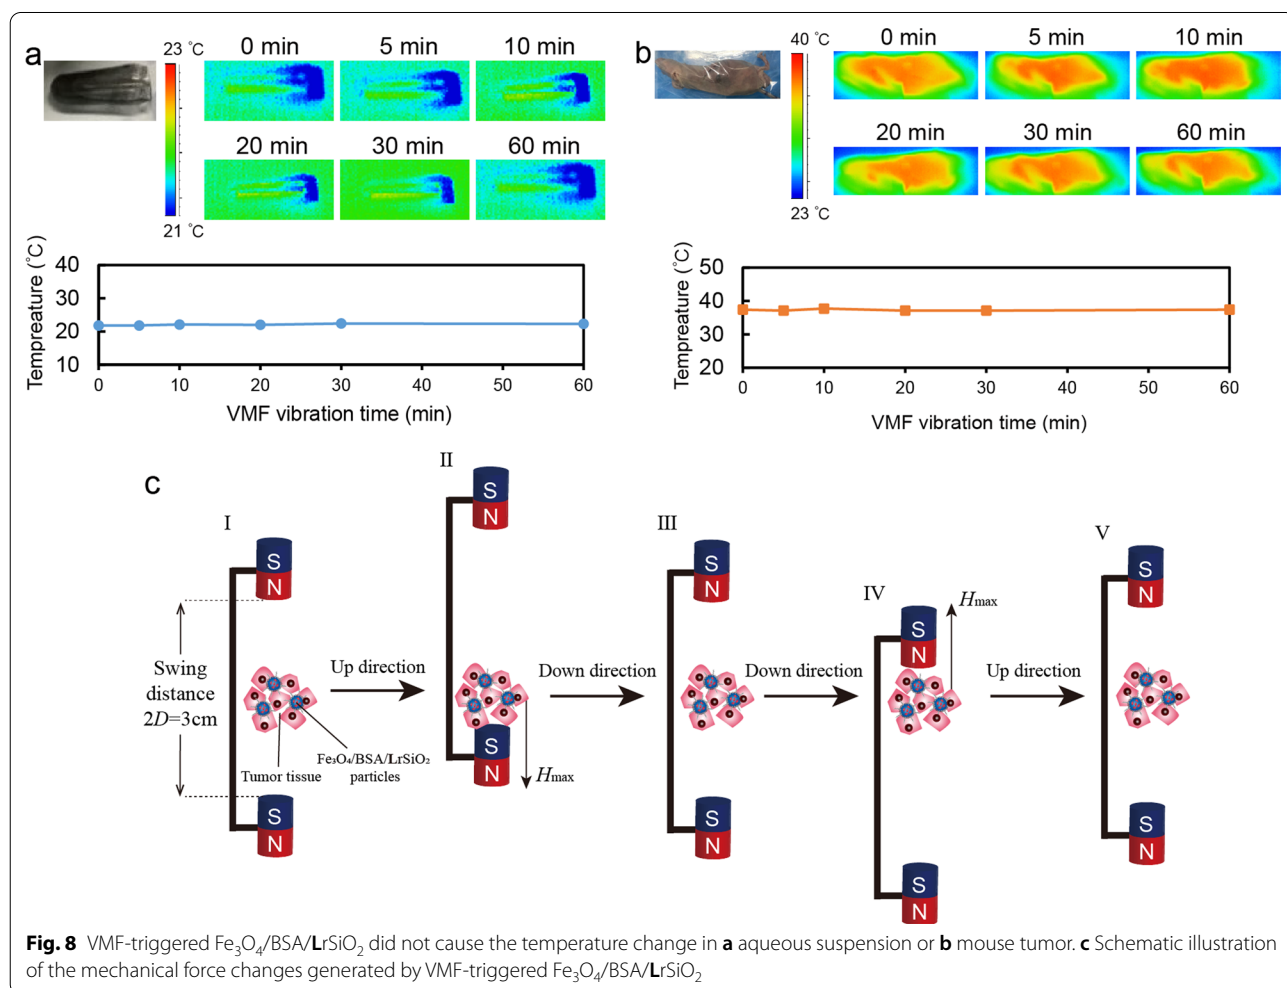 a
23 °C
0 min
5 min
10 min
20 min
30 min
60 min
21 °C
Tempreature (°C)
40
30
20
10
0
10
20
30
40
50
60
VMF vibration time (min)
b
40 °C
0 min
5 min
10 min
20 min
30 min
60 min
23 °C
Tempreature (°C)
50
40
30
20
0
10
20
30
40
50
60
VMF vibration time (min)
c
I
S
N
Swing
distance
2D=3cm
S
N
Tumor tissue
Fe₃O₄/BSA/LrSiO₂
particles
Up direction
II
S
N
S
N
Hmax
Down direction
III
S
N
S
N
Down direction
IV
S
N
Hmax
S
N
Up direction
V
S
N
S
N
Fig. 8 VMF-triggered Fe₃O₄/BSA/LrSiO₂ did not cause the temperature change in a aqueous suspension or b mouse tumor. c Schematic illustration
of the mechanical force changes generated by VMF-triggered Fe₃O₄/BSA/LrSiO₂